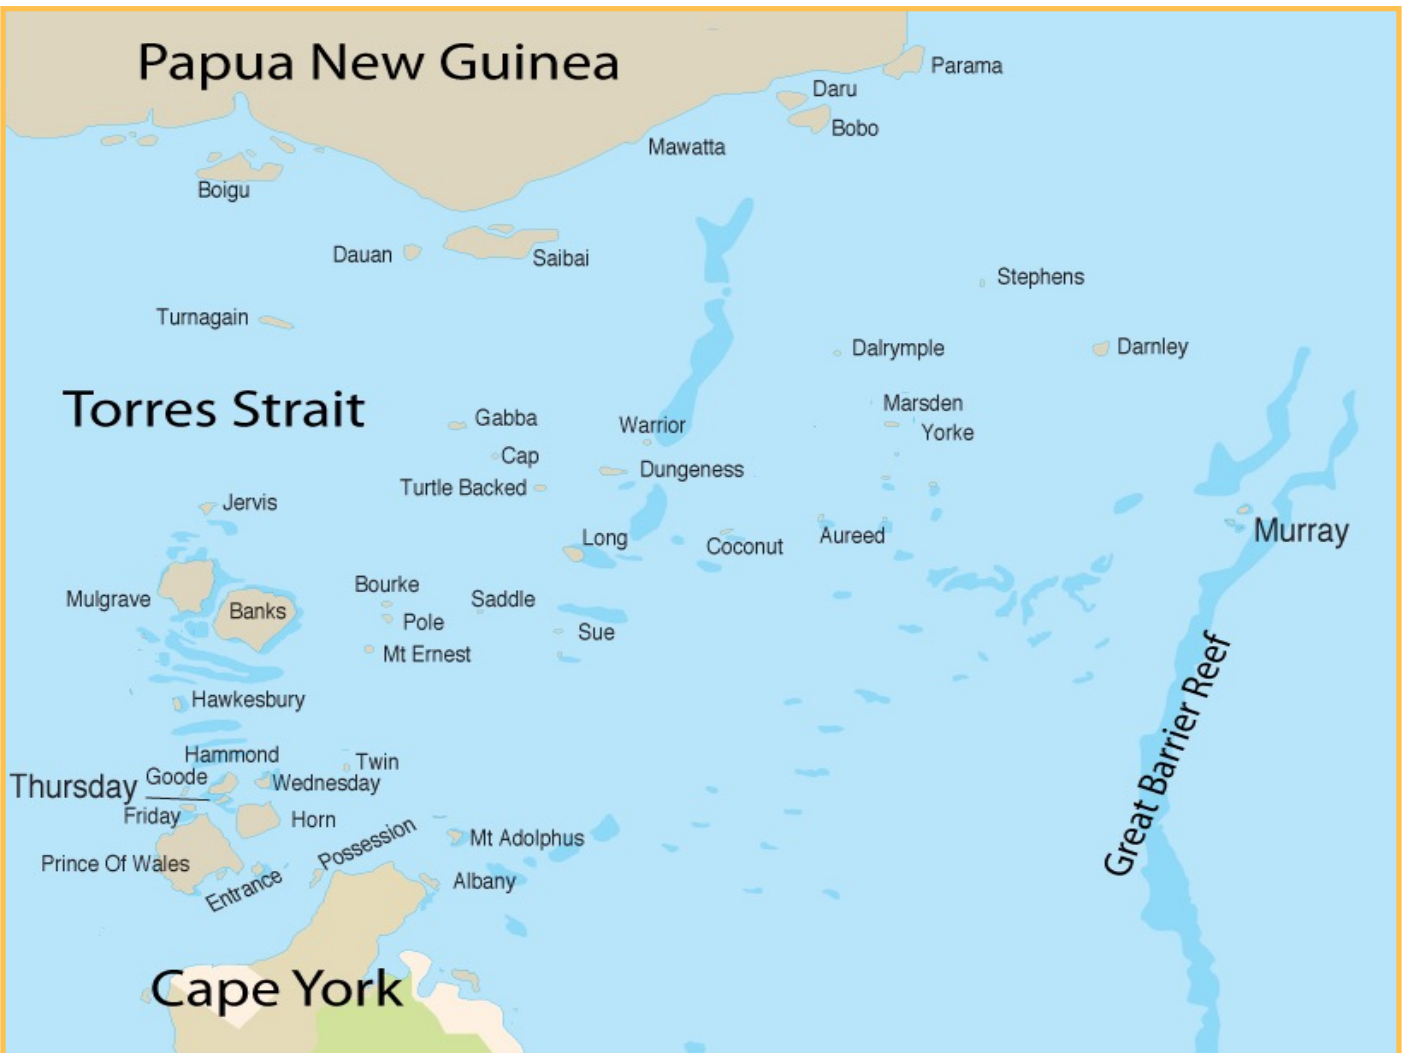 Papua New Guinea
Parama
Daru
Bobo
Mawatta
Boigu
Dauan
Saibai
Stephens
Turnagain
Dalrymple
Darnley
Torres Strait
Marsden
Gabba
Warrior
Yorke
Cap
Dungeness
Turtle Backed
Jervis
Murray
Long
Coconut
Aureed
Mulgrave
Bourke
Saddle
Banks
Pole
Sue
Mt Ernest
Great Barrier Reef
Hawkesbury
Hammond
Twin
Thursday
Goode
Wednesday
Friday
Horn
Possession
Mt Adolphus
Prince Of Wales
Entrance
Albany
Cape York